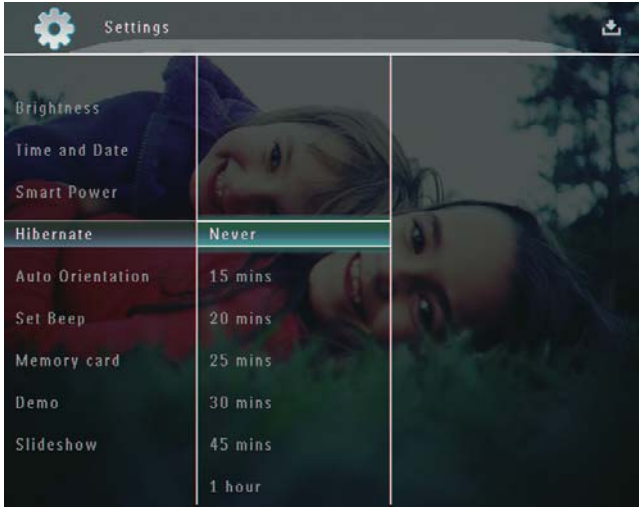 Settings
Brightness
Time and Date
Smart Power
Hibernate
Auto Orientation
Set Beep
Memory card
Demo
Slideshow
Never
15 mins
20 mins
25 mins
30 mins
45 mins
1 hour